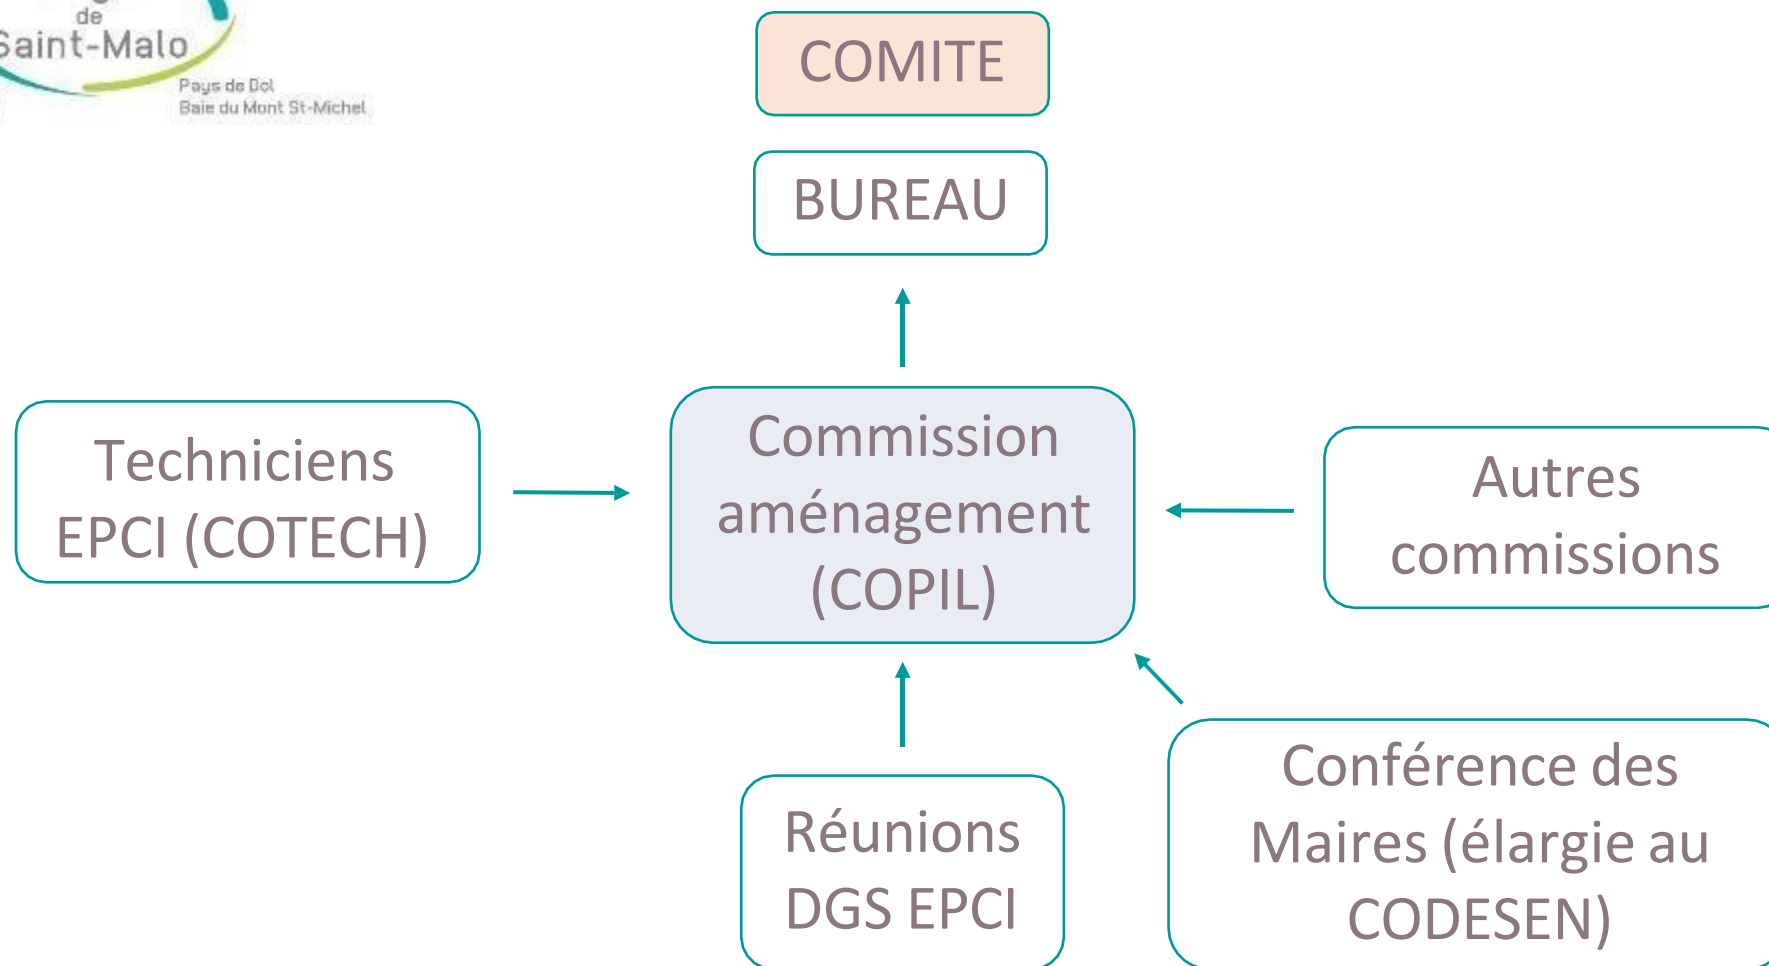 de
Saint-Malo
Pays de Dol
Baie du Mont St-Michel
COMITE
BUREAU
Techniciens
EPCI (COTECH)
Commission
aménagement
(COPIL)
Autres
commissions
Réunions
DGS EPCI
Conférence des
Maires (élargie au
CODESEN)